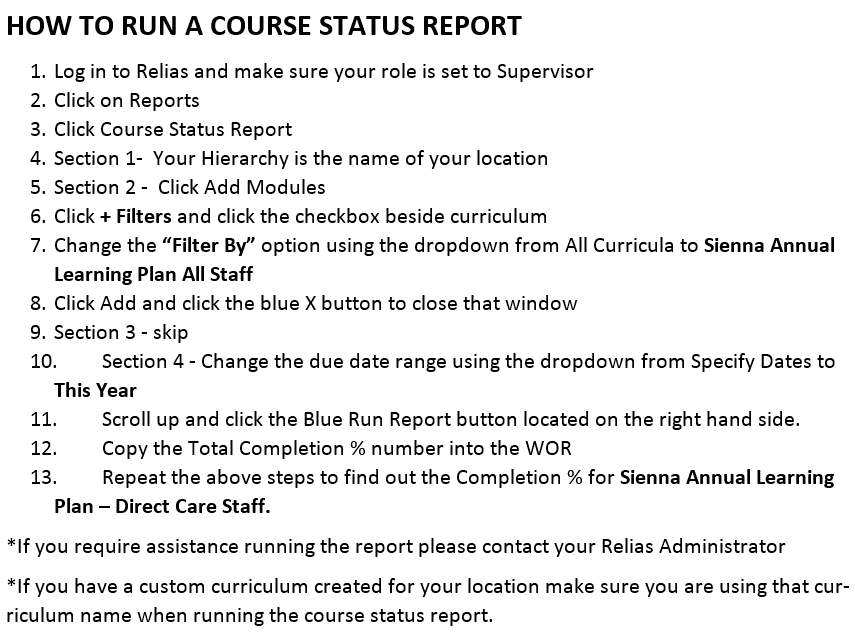 HOW TO RUN A COURSE STATUS REPORT
1. Log in to Relias and make sure your role is set to Supervisor
2. Click on Reports
3. Click Course Status Report
4. Section 1-  Your Hierarchy is the name of your location
5. Section 2 -  Click Add Modules
6. Click + Filters and click the checkbox beside curriculum
7. Change the “Filter By” option using the dropdown from All Curricula to Sienna Annual
Learning Plan All Staff
8. Click Add and click the blue X button to close that window
9. Section 3 - skip
10. Section 4 - Change the due date range using the dropdown from Specify Dates to
This Year
11. Scroll up and click the Blue Run Report button located on the right hand side.
12. Copy the Total Completion % number into the WOR
13. Repeat the above steps to find out the Completion % for Sienna Annual Learning
Plan – Direct Care Staff.
*If you require assistance running the report please contact your Relias Administrator
*If you have a custom curriculum created for your location make sure you are using that cur-
riculum name when running the course status report.